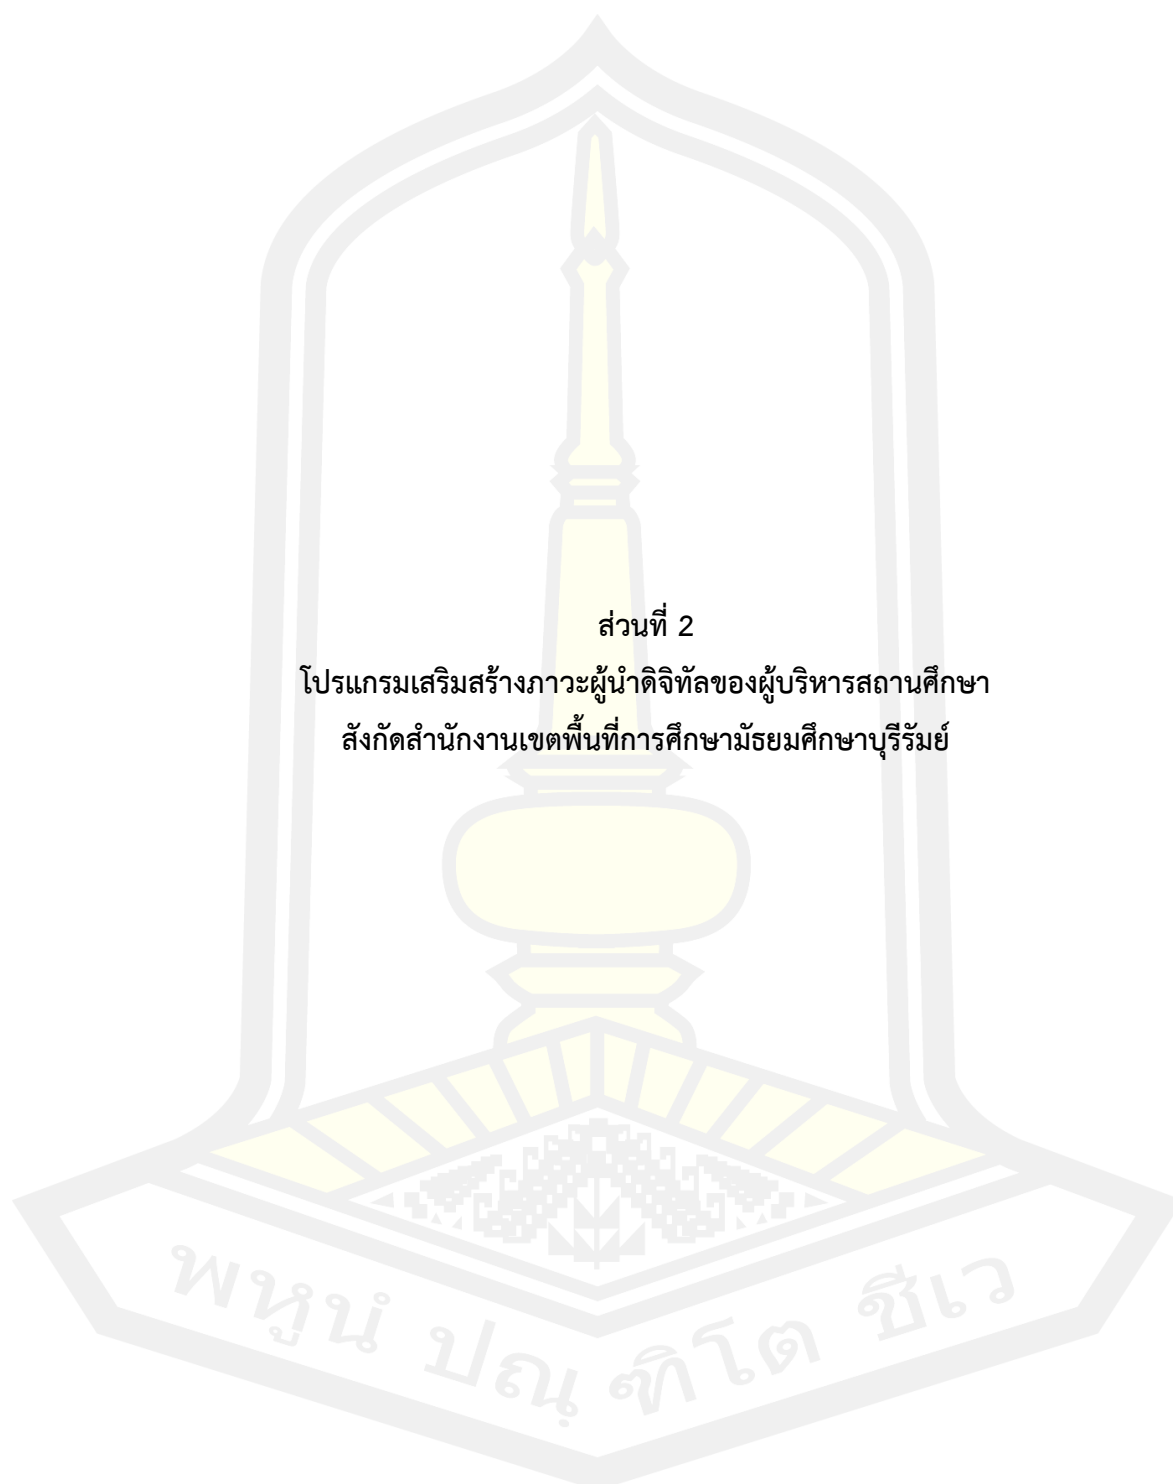 ส่วนที่ 2
โปรแกรมเสริมสร้างภาวะผู้นำดิจิทัลของผู้บริหารสถานศึกษา
สังกัดสำนักงานเขตพื้นที่การศึกษามัธยมศึกษาบุรีรัมย์
พหูนํ ปณฺฑิโต ชีเว